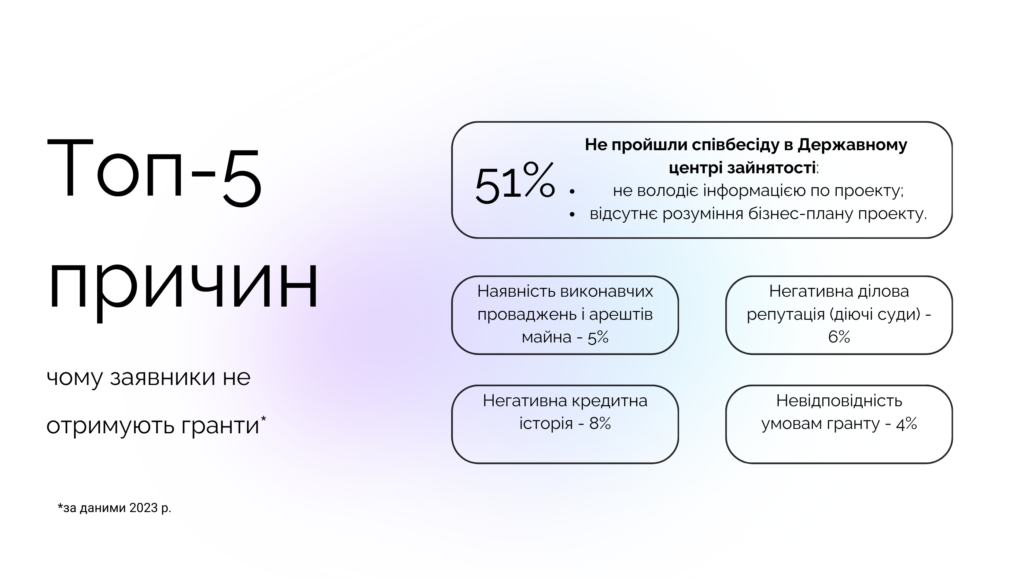 Топ-5
причин
чому заявники не
отримують гранти*
*за даними 2023 р.
51%
Не пройшли співбесіду в Державному
центрі зайнятості:
• не володіє інформацією по проекту;
• відсутнє розуміння бізнес-плану проекту.
Наявність виконавчих
проваджень і арештів
майна - 5%
Негативна ділова
репутація (діючі суди) -
6%
Негативна кредитна
історія - 8%
Невідповідність
умовам гранту - 4%